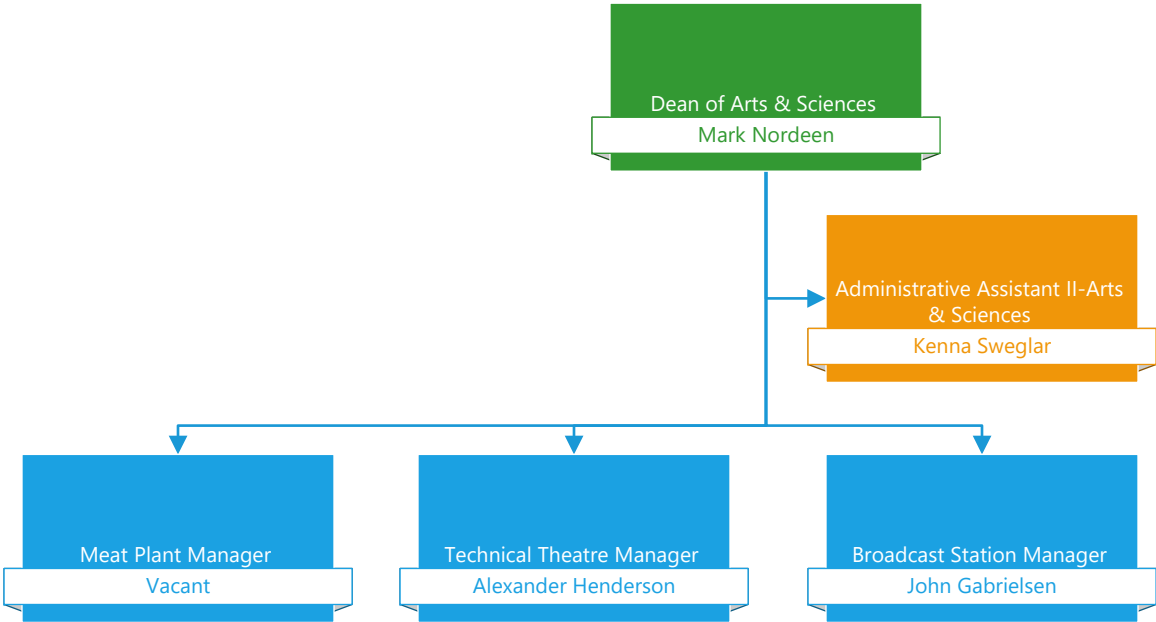 Dean of Arts & Sciences
Mark Nordeen
Administrative Assistant II-Arts
& Sciences
Kenna Sweglar
Meat Plant Manager
Vacant
Technical Theatre Manager
Alexander Henderson
Broadcast Station Manager
John Gabrielsen